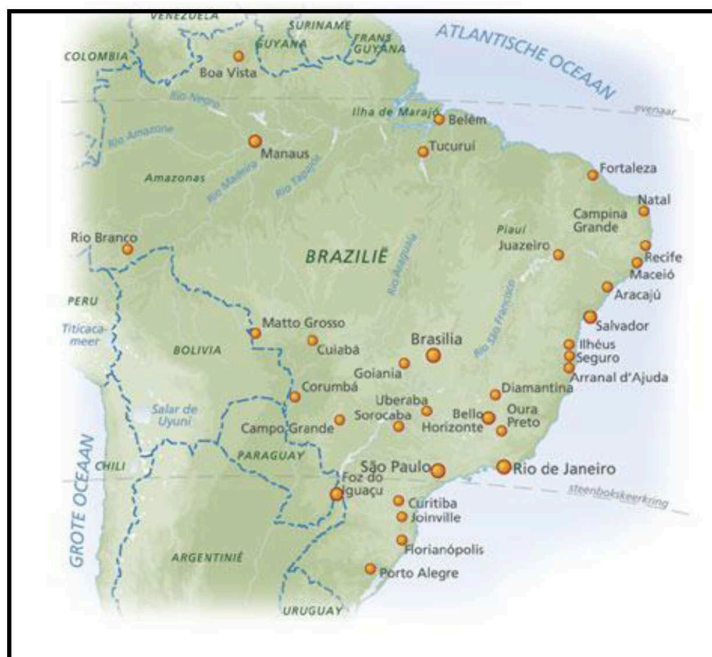 VENEZUELA
SURINAME
GUYANA
FRANS
GUYANA
COLOMBIA
Boa Vista
ATLANTISCHE OCEAAN
Rio Negro
Ilha de Marajó
Belém
evenaar
Rio Amazone
Manaus
Tucuruí
Rio Madeira
Rio Tapajós
Amazonas
Fortaleza
Natal
Campina
Grande
Piauí
Juazeiro
Rio Branco
BRAZILIË
Rio Araguaia
Recife
Maceió
Aracajú
PERU
Titicaca-
meer
Rio São Francisco
Matto Grosso
Cuiabá
Brasilia
Salvador
BOLIVIA
Goiania
Ilhéus
Seguro
Arranal d'Ajuda
Corumbá
Uberaba
Diamantina
Salar de
Uyuni
Sorocaba
Bello
Horizonte
Oura
Preto
Campo Grande
PARAGUAY
CHILI
São Paulo
Rio de Janeiro
Foz do
Iguaçu
steenbokskeerkring
GROTE OCEAAN
Curitiba
Joinville
Florianópolis
ARGENTINIË
Porto Alegre
URUGUAY